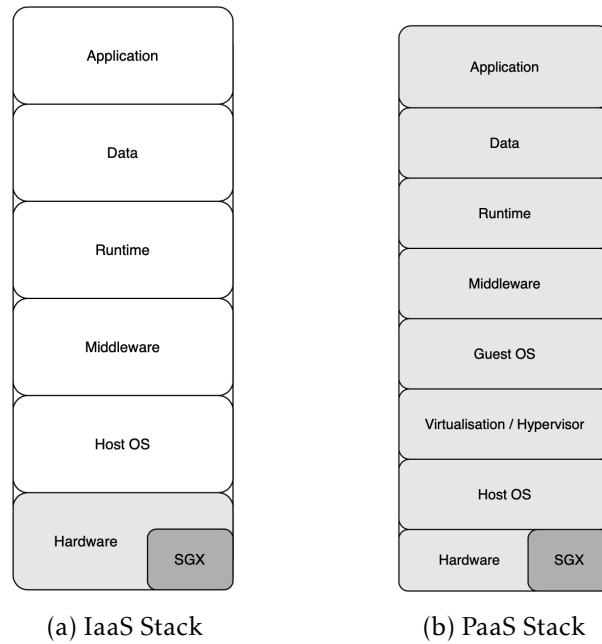 Application
Data
Runtime
Middleware
Host OS
Hardware
SGX
(a) IaaS Stack
Application
Data
Runtime
Middleware
Guest OS
Virtualisation / Hypervisor
Host OS
Hardware
SGX
(b) PaaS Stack